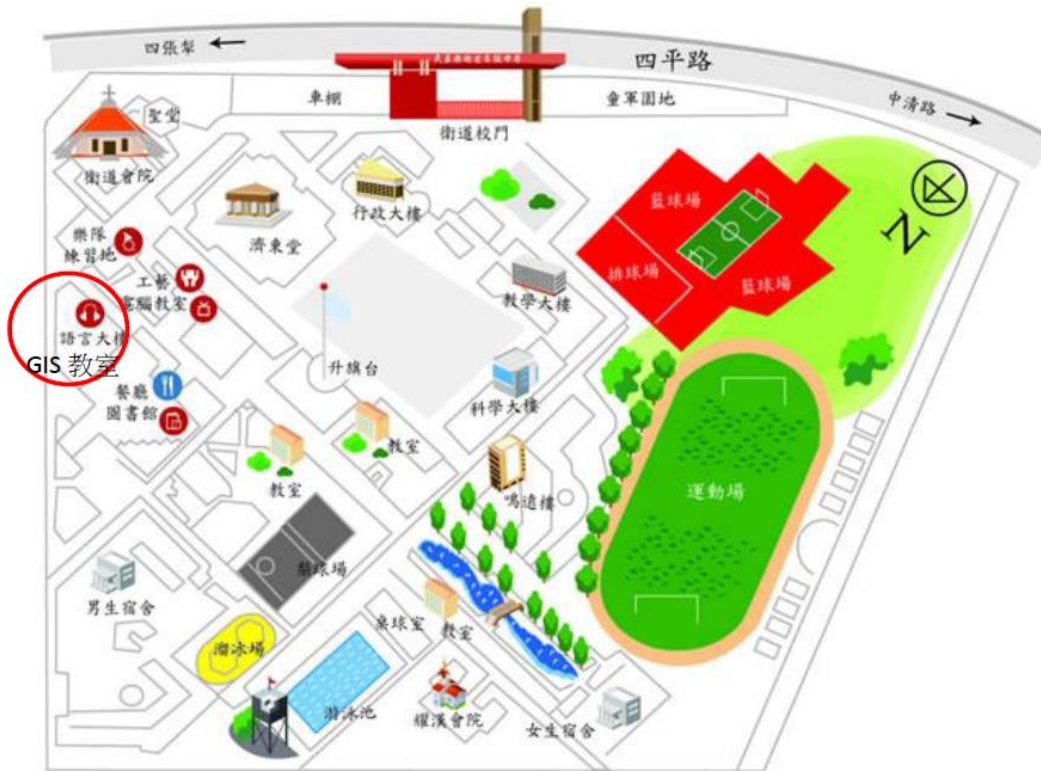 四張犁
四平路
中清路
車棚
童軍園地
衛道校門
聖堂
衛道會院
行政大樓
濟東堂
籃球場
排球場
籃球場
N
樂隊
練習地
工藝
電腦教室
語言大樓
GIS 教室
教學大樓
升旗台
科學大樓
餐廳
圖書館
教室
教室
鳴遠樓
運動場
男生宿舍
溜冰場
桌球室
教室
游泳池
耀漢會院
女生宿舍